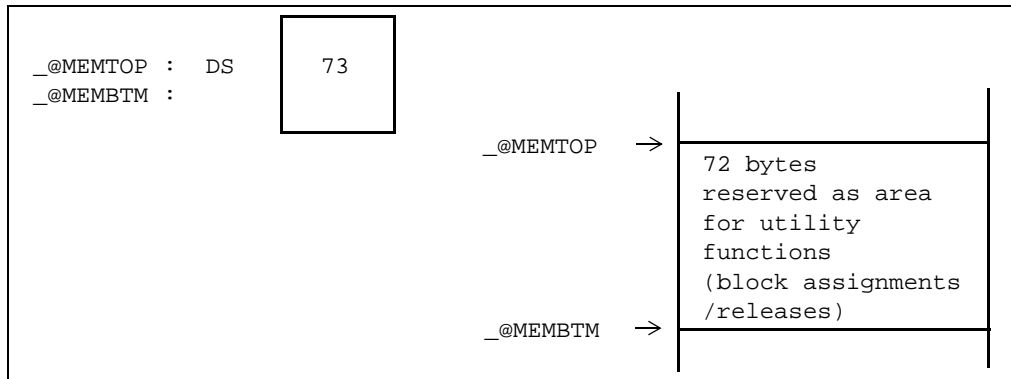 _@MEMTOP : DS 73
_@MEMBTM :
_@MEMTOP →
72 bytes
reserved as area
for utility
functions
(block assignments
/releases)
_@MEMBTM →